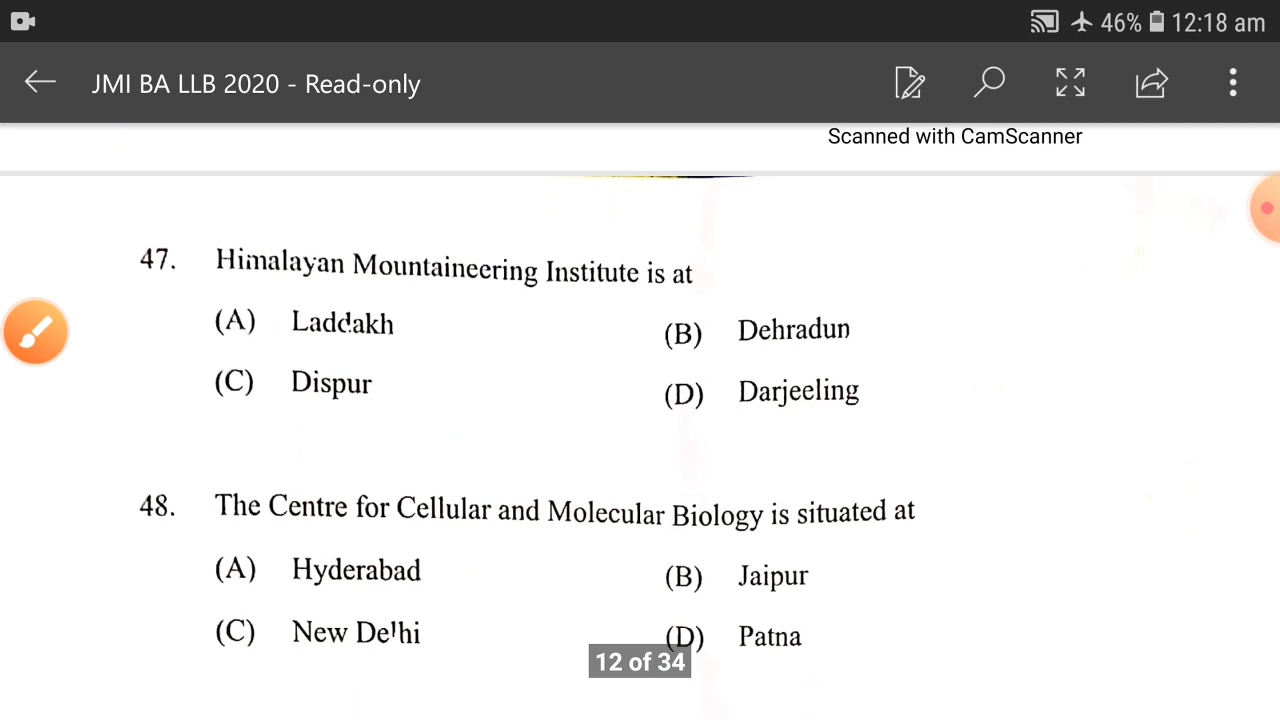 46% 12:18 am
JMI BA LLB 2020 - Read-only
Scanned with CamScanner
47. Himalayan Mountaineering Institute is at
(A) Laddakh (B) Dehradun
(C) Dispur (D) Darjeeling
48. The Centre for Cellular and Molecular Biology is situated at
(A) Hyderabad (B) Jaipur
(C) New Delhi (D) Patna
12 of 34